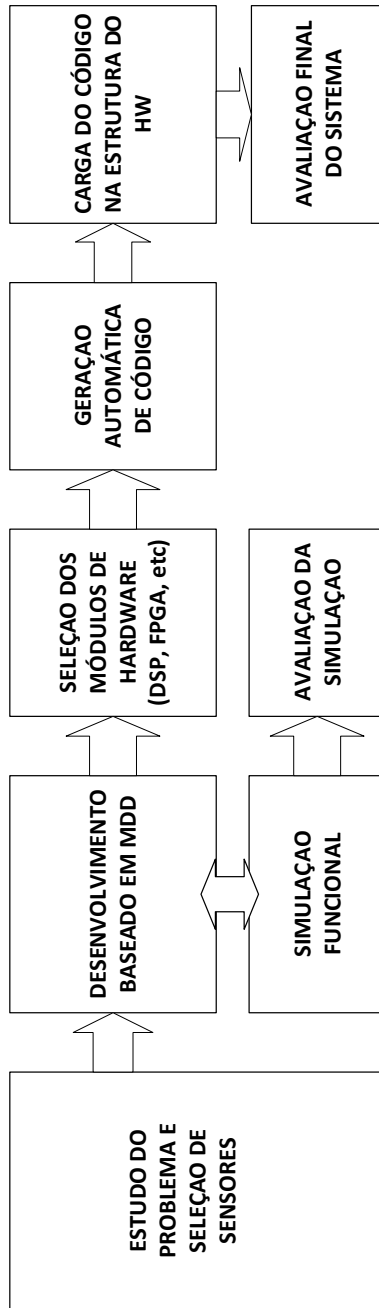 ESTUDO DO
PROBLEMA E
SELEÇAO DE
SENSORES
DESENVOLVIMENTO
BASEADO EM MDD
SELEÇAO DOS
MÓDULOS DE
HARDWARE
(DSP, FPGA, etc)
GERAÇAO
AUTOMÁTICA
DE CÓDIGO
CARGA DO CÓDIGO
NA ESTRUTURA DO
HW
SIMULAÇAO
FUNCIONAL
AVALIAÇAO DA
SIMULAÇAO
AVALIAÇAO FINAL
DO SISTEMA